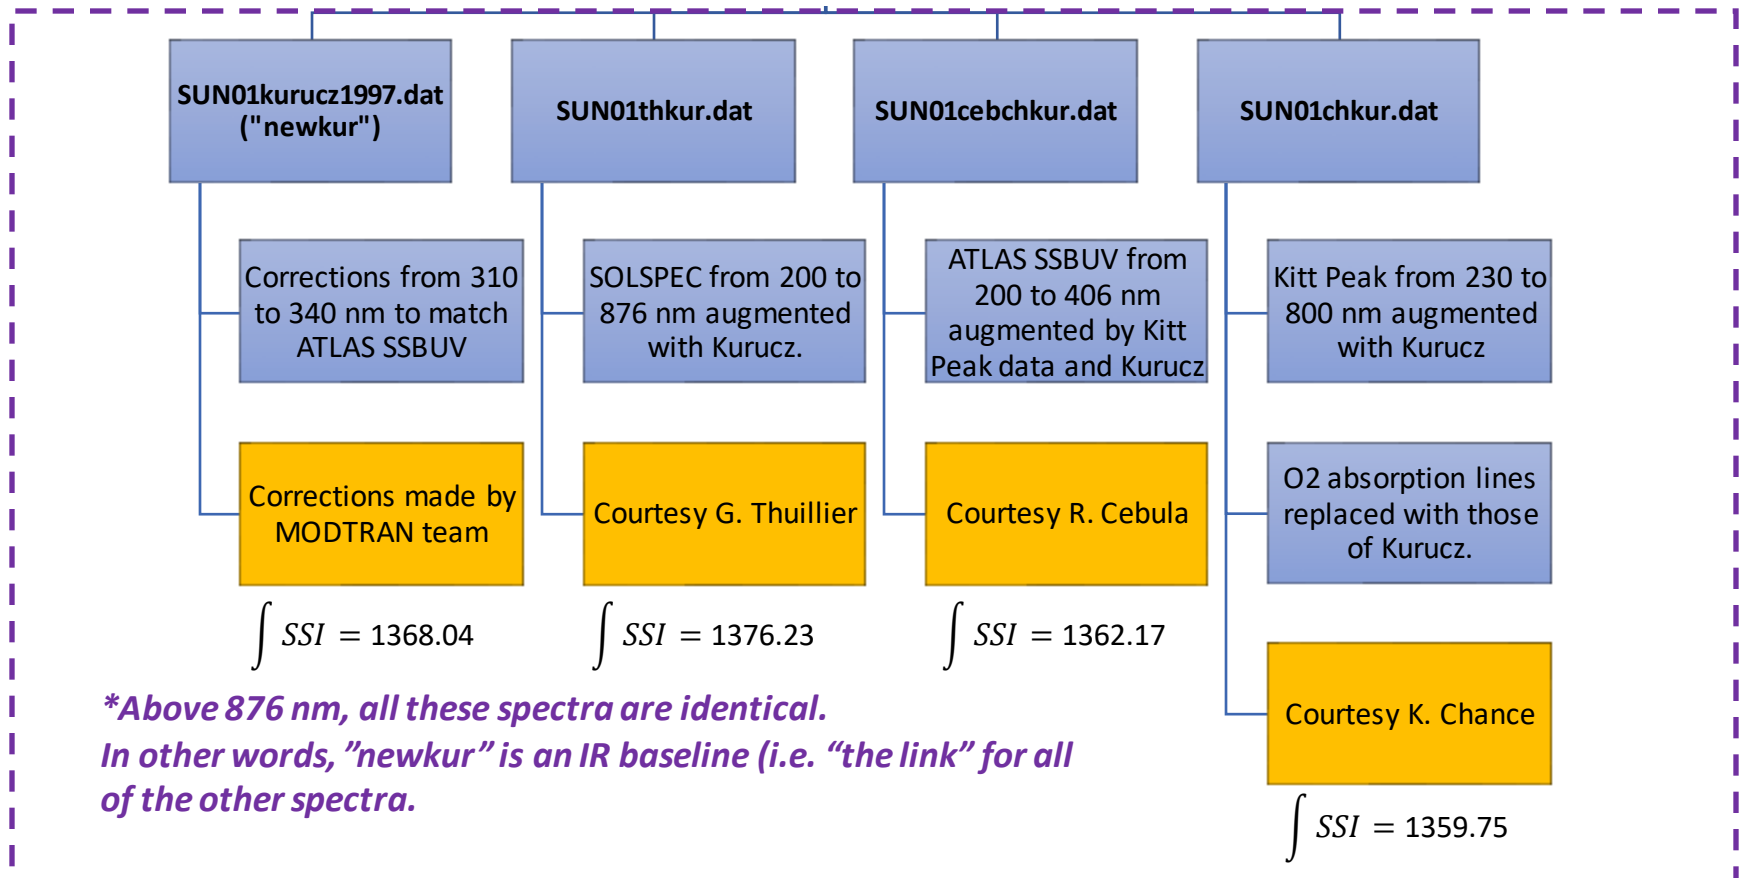 SUN01kurucz1997.dat
("newkur")
SUN01thkur.dat
SUN01cebchkur.dat
SUN01chkur.dat
Corrections from 310
to 340 nm to match
ATLAS SSBUV
SOLSPEC from 200 to
876 nm augmented
with Kurucz.
ATLAS SSBUV from
200 to 406 nm
augmented by Kitt
Peak data and Kurucz
Kitt Peak from 230 to
800 nm augmented
with Kurucz
Corrections made by
MODTRAN team
Courtesy G. Thuillier
Courtesy R. Cebula
O2 absorption lines
replaced with those
of Kurucz.
∫ SSI = 1368.04
∫ SSI = 1376.23
∫ SSI = 1362.17
Courtesy K. Chance
∫ SSI = 1359.75
*Above 876 nm, all these spectra are identical.
In other words, ”newkur” is an IR baseline (i.e. “the link” for all
of the other spectra.